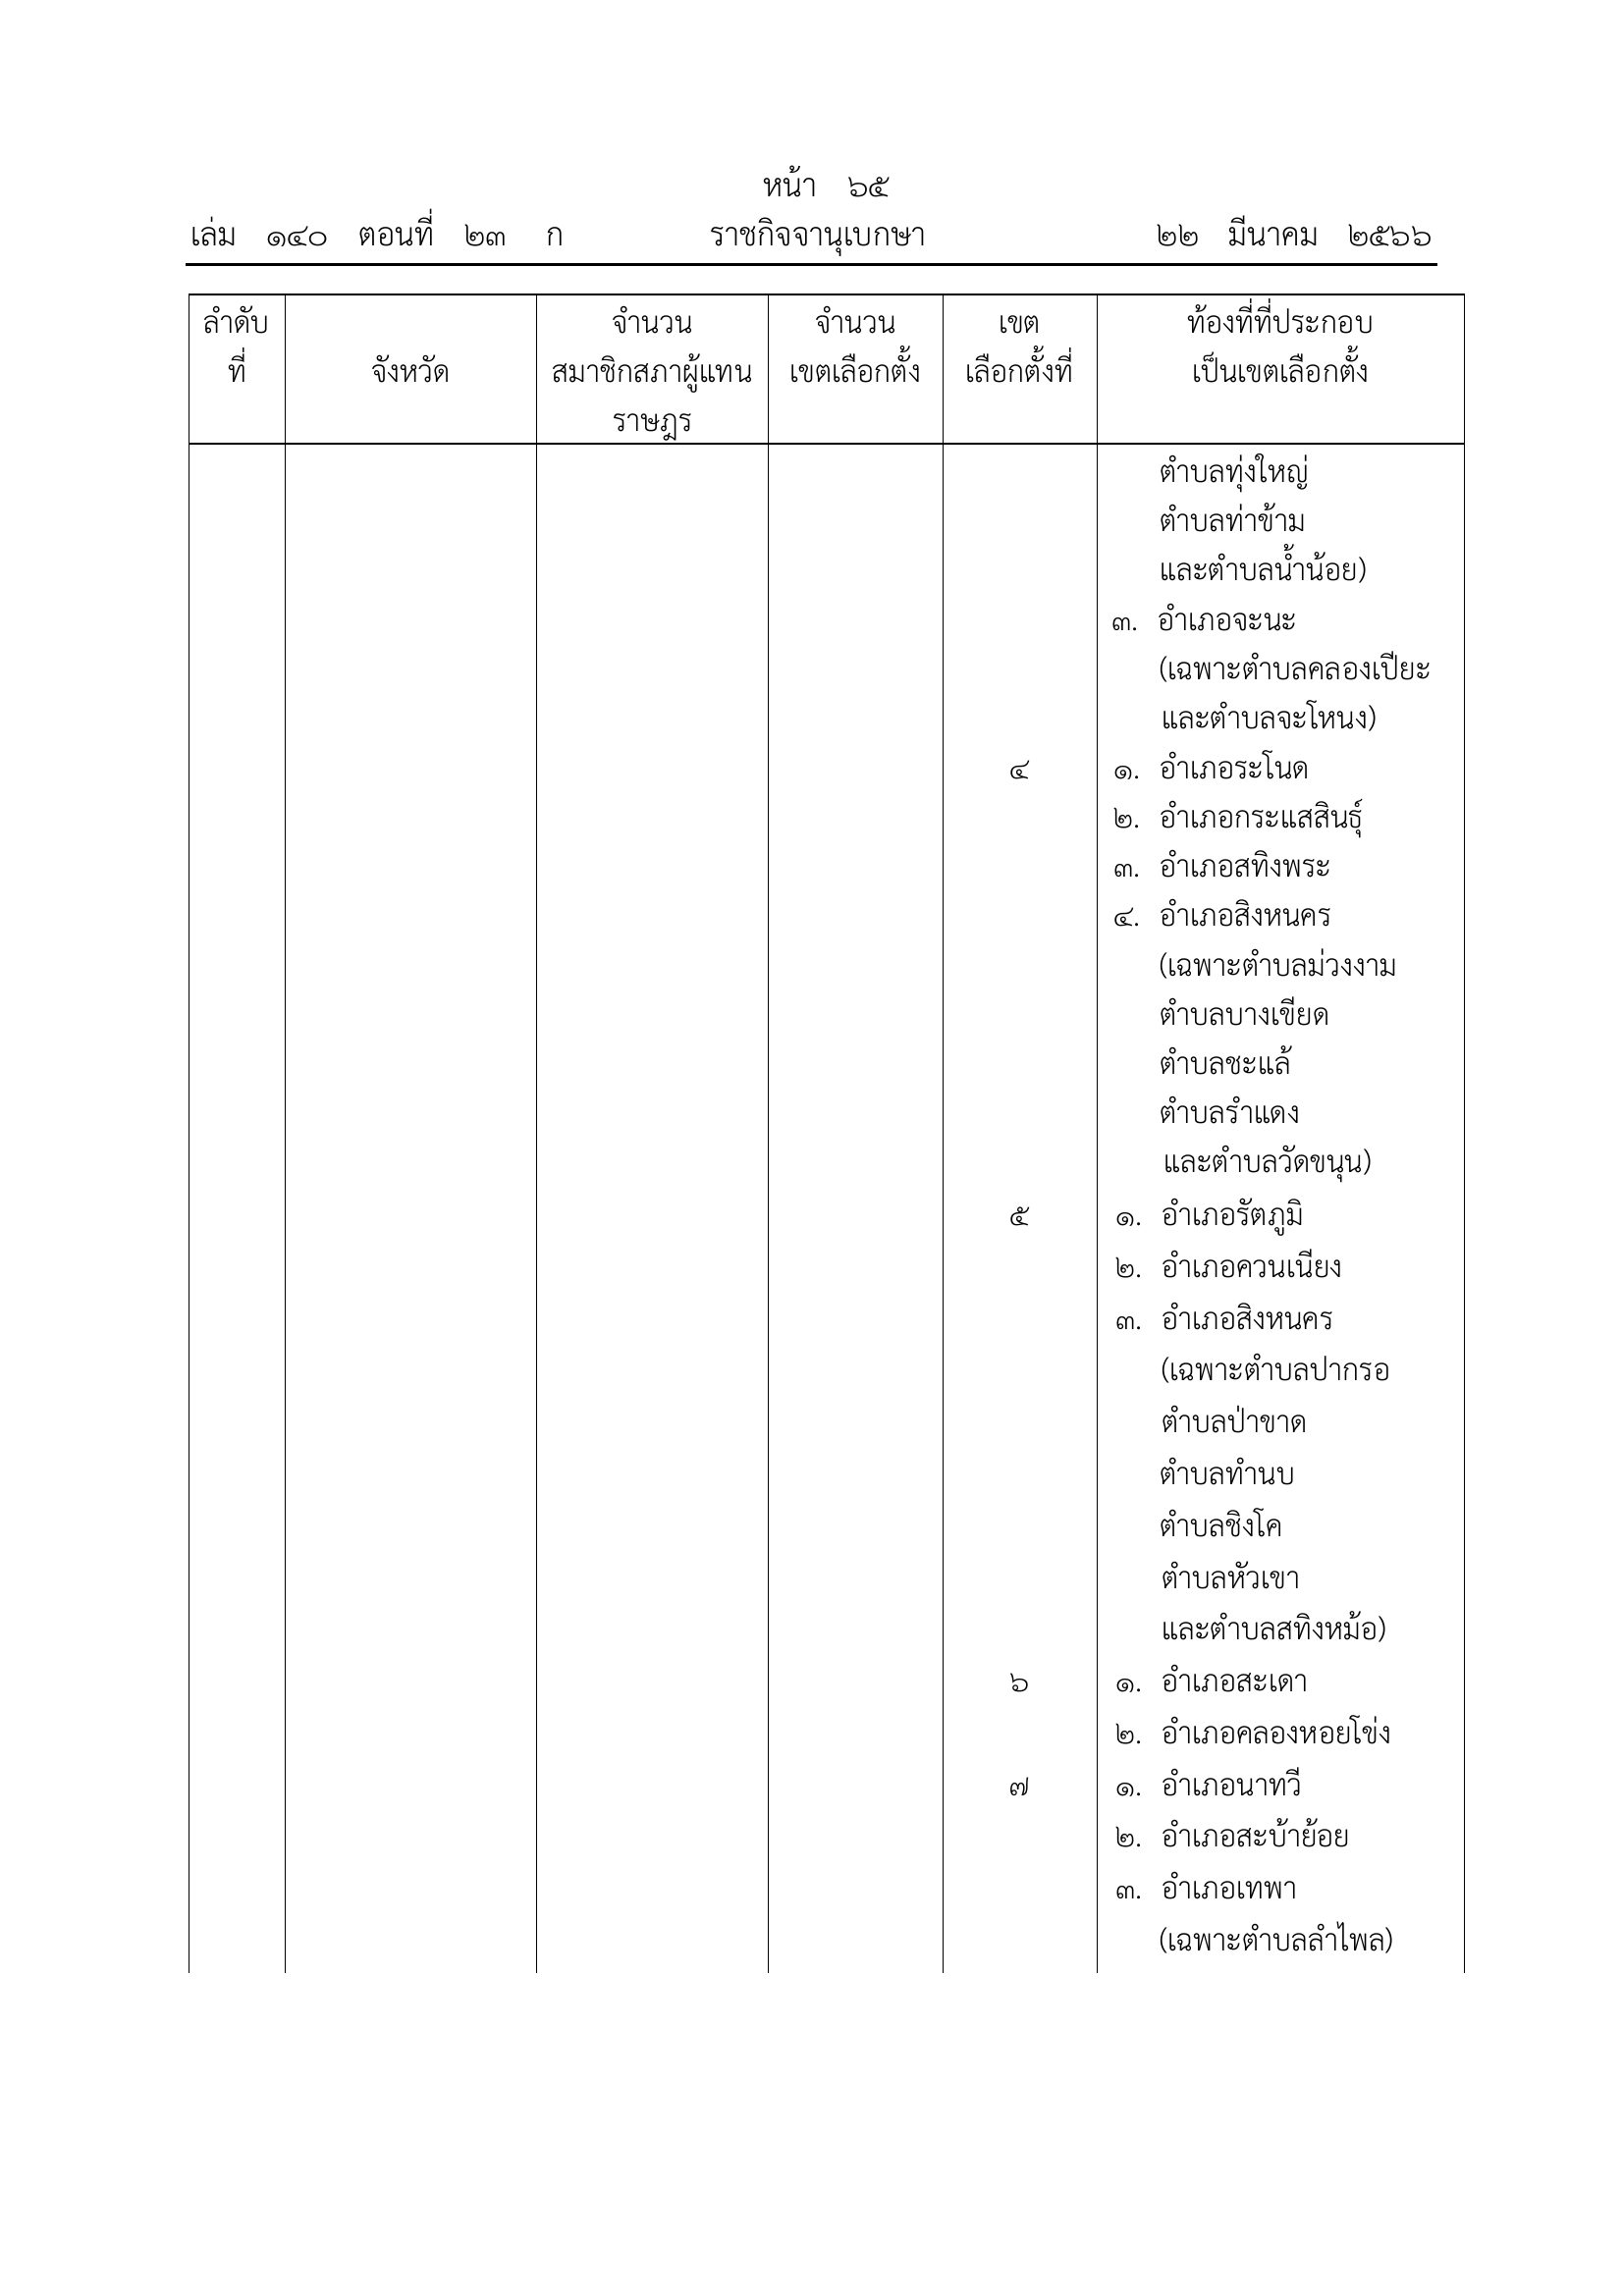 หน้า ๖๕
เล่ม ๑๔๐ ตอนที่ ๒๓ ก ราชกิจจานุเบกษา ๒๒ มีนาคม ๒๕๖๖
ลำดับ จำนวน จำนวน เขต ท้องที่ที่ประกอบ
ที่ จังหวัด สมาชิกสภาผู้แทน เขตเลือกตั้ง เลือกตั้งที่ เป็นเขตเลือกตั้ง
ราษฎร
ตำบลทุ่งใหญ่
ตำบลท่าข้าม
และตำบลน้ำน้อย)
๓. อำเภอจะนะ
(เฉพาะตำบลคลองเปียะ
และตำบลจะโหนง)
๔ ๑. อำเภอระโนด
๒. อำเภอกระแสสินธุ์
๓. อำเภอสทิงพระ
๔. อำเภอสิงหนคร
(เฉพาะตำบลม่วงงาม
ตำบลบางเขียด
ตำบลชะแล้
ตำบลรำแดง
และตำบลวัดขนุน)
๕ ๑. อำเภอรัตภูมิ
๒. อำเภอควนเนียง
๓. อำเภอสิงหนคร
(เฉพาะตำบลปากรอ
ตำบลป่าขาด
ตำบลทำนบ
ตำบลชิงโค
ตำบลหัวเขา
และตำบลสทิงหม้อ)
๖ ๑. อำเภอสะเดา
๒. อำเภอคลองหอยโข่ง
๗ ๑. อำเภอนาทวี
๒. อำเภอสะบ้าย้อย
๓. อำเภอเทพา
(เฉพาะตำบลลำไพล)